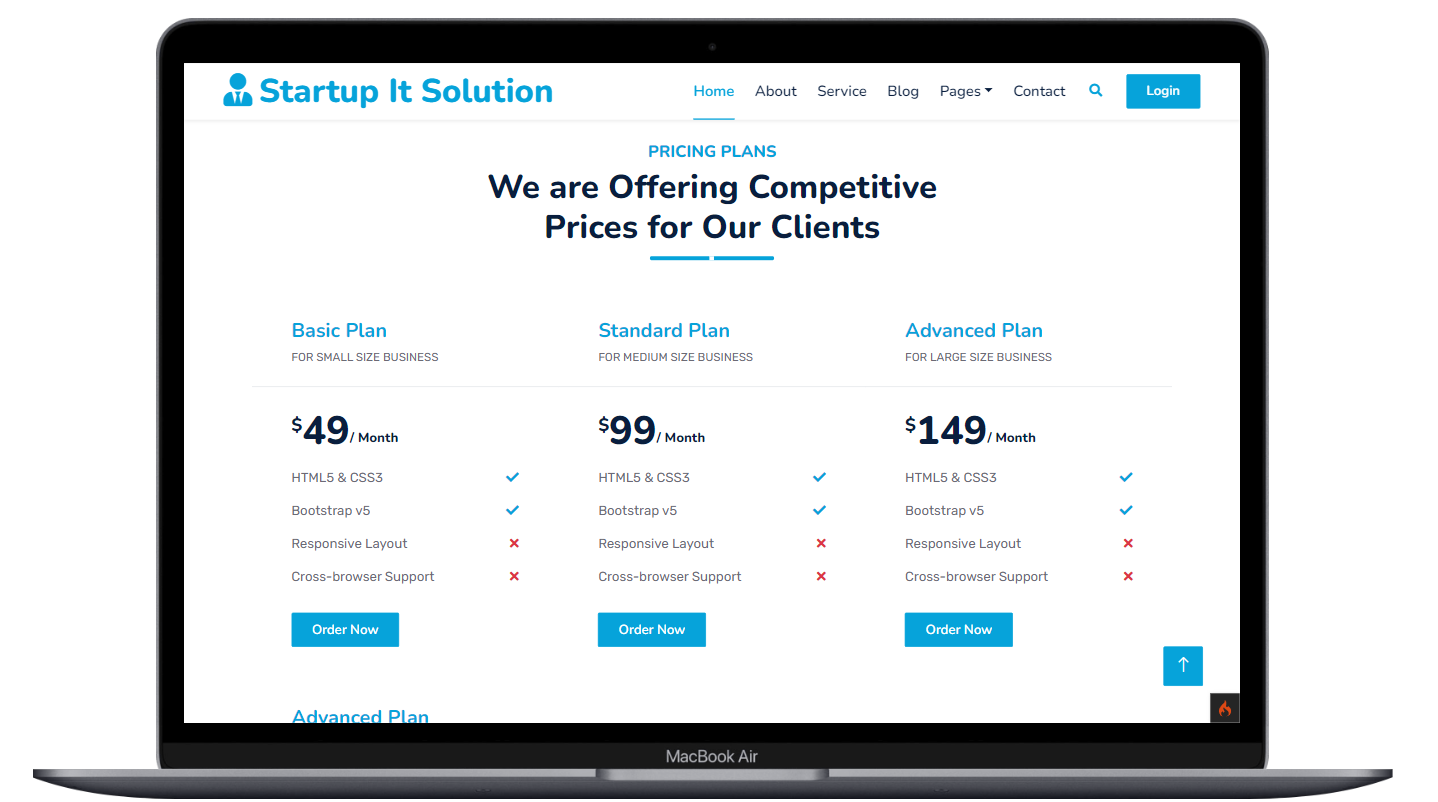 Startup It Solution
Home About Service Blog Pages Contact Login
PRICING PLANS
We are Offering Competitive
Prices for Our Clients
Basic Plan
FOR SMALL SIZE BUSINESS
$49/ Month
HTML5 & CSS3
Bootstrap v5
Responsive Layout
Cross-browser Support
Order Now
Standard Plan
FOR MEDIUM SIZE BUSINESS
$99/ Month
HTML5 & CSS3
Bootstrap v5
Responsive Layout
Cross-browser Support
Order Now
Advanced Plan
FOR LARGE SIZE BUSINESS
$149/ Month
HTML5 & CSS3
Bootstrap v5
Responsive Layout
Cross-browser Support
Order Now
Advanced Plan
MacBook Air